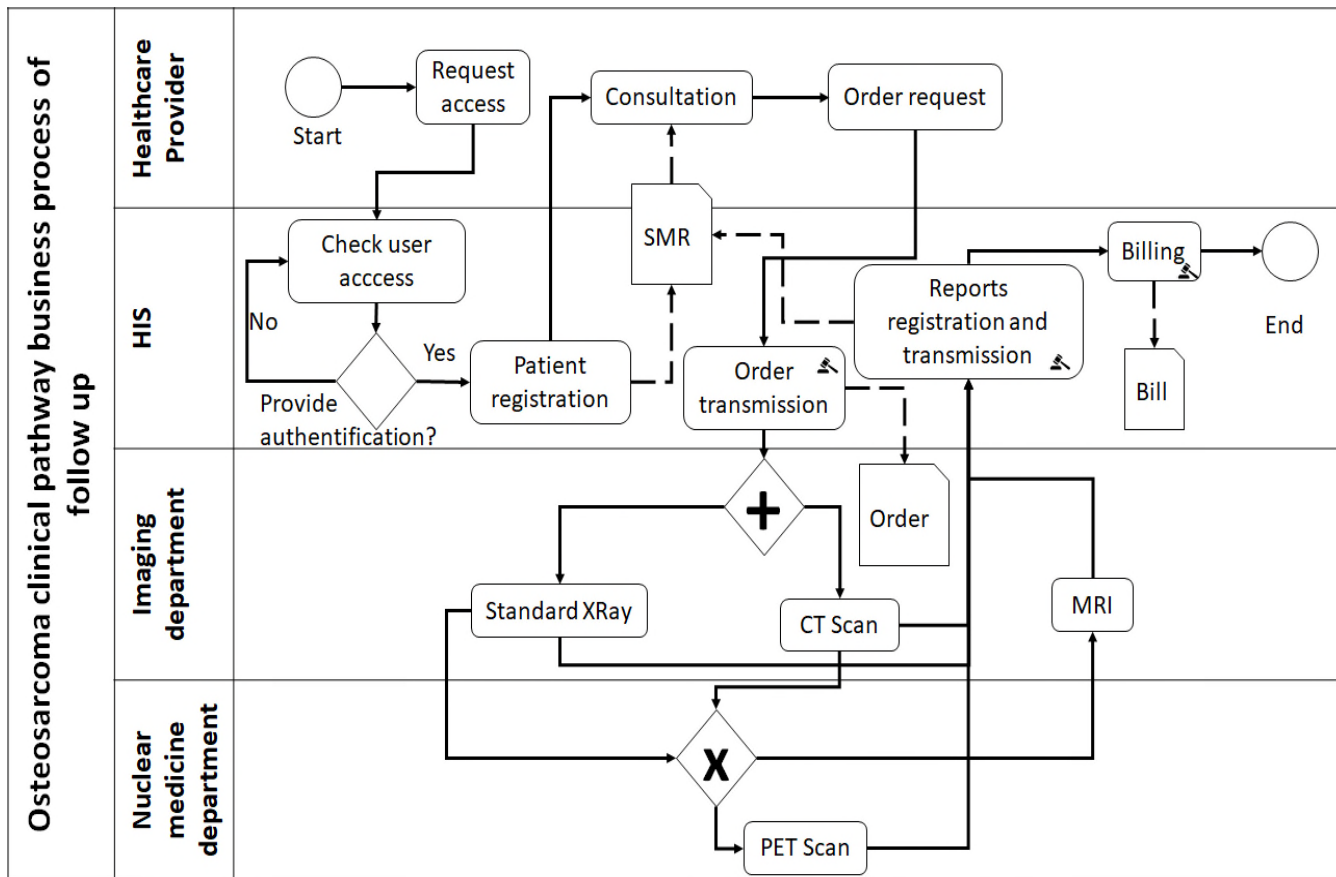 Osteosarcoma clinical pathway business process of
follow up
Healthcare
Provider
Start
Request
access
Consultation
Order request
HIS
Check user
acccess
No
Yes
Provide
authentification?
Patient
registration
SMR
Order
transmission
Reports
registration and
transmission
Billing
End
Bill
Imaging
department
+
Order
Standard XRay
CT Scan
MRI
Nuclear
medicine
department
X
PET Scan